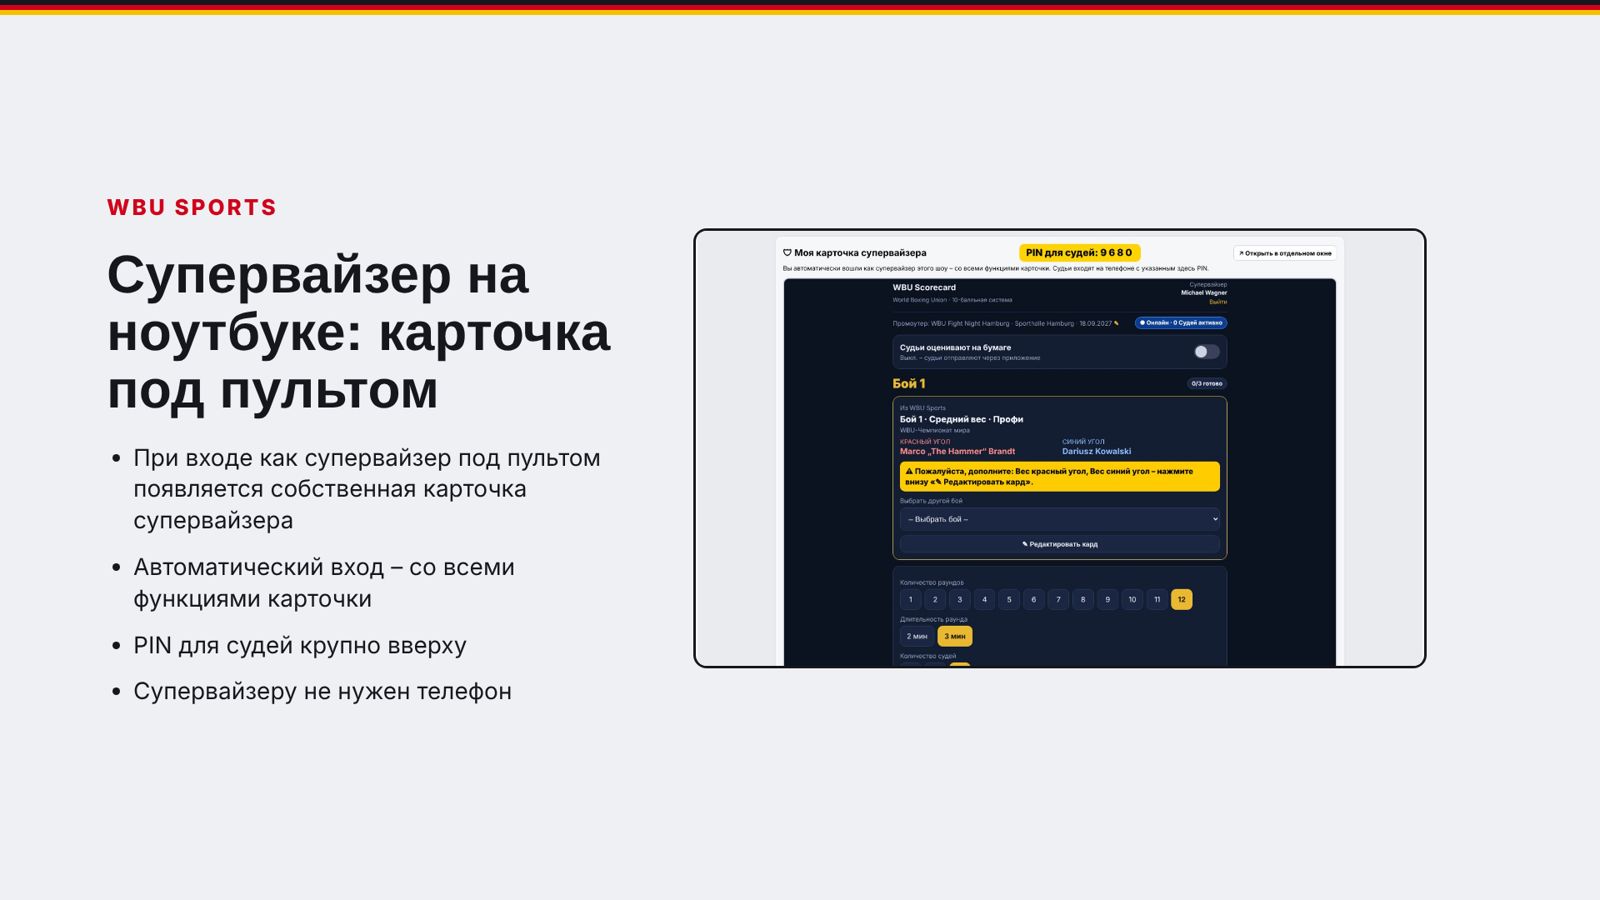 WBU SPORTS
Супервайзер на
ноутбуке: карточка
под пультом
• При входе как супервайзер под пультом
появляется собственная карточка
супервайзера
• Автоматический вход – со всеми
функциями карточки
• PIN для судей крупно вверху
• Супервайзеру не нужен телефон
Моя карточка супервайзера
PIN для судей: 9680
↗ Открыть в отдельном окне
Вы автоматически вошли как супервайзер этого шоу – со всеми функциями карточки. Судьи входят на телефоне с указанным здесь PIN.
WBU Scorecard
World Boxing Union · 10-балльная система
Супервайзер
Michael Wagner
Выйти
Промоутер: WBU Fight Night Hamburg · Sporthalle Hamburg · 18.09.2027 ✎
Онлайн · 0 Судей активно
Судьи оценивают на бумаге
Выкл. – судьи отправляют через приложение
Бой 1
0/3 готово
Из WBU Sports
Бой 1 · Средний вес · Профи
WBU-Чемпионат мира
КРАСНЫЙ УГОЛ
Marco „The Hammer“ Brandt
СИНИЙ УГОЛ
Dariusz Kowalski
⚠ Пожалуйста, дополните: Вес красный угол, Вес синий угол – нажмите
внизу «✎ Редактировать кард».
Выбрать другой бой
– Выбрать бой –
✎ Редактировать кард
Количество раундов
1 2 3 4 5 6 7 8 9 10 11 12
Длительность раунда
2 мин 3 мин
Количество судей